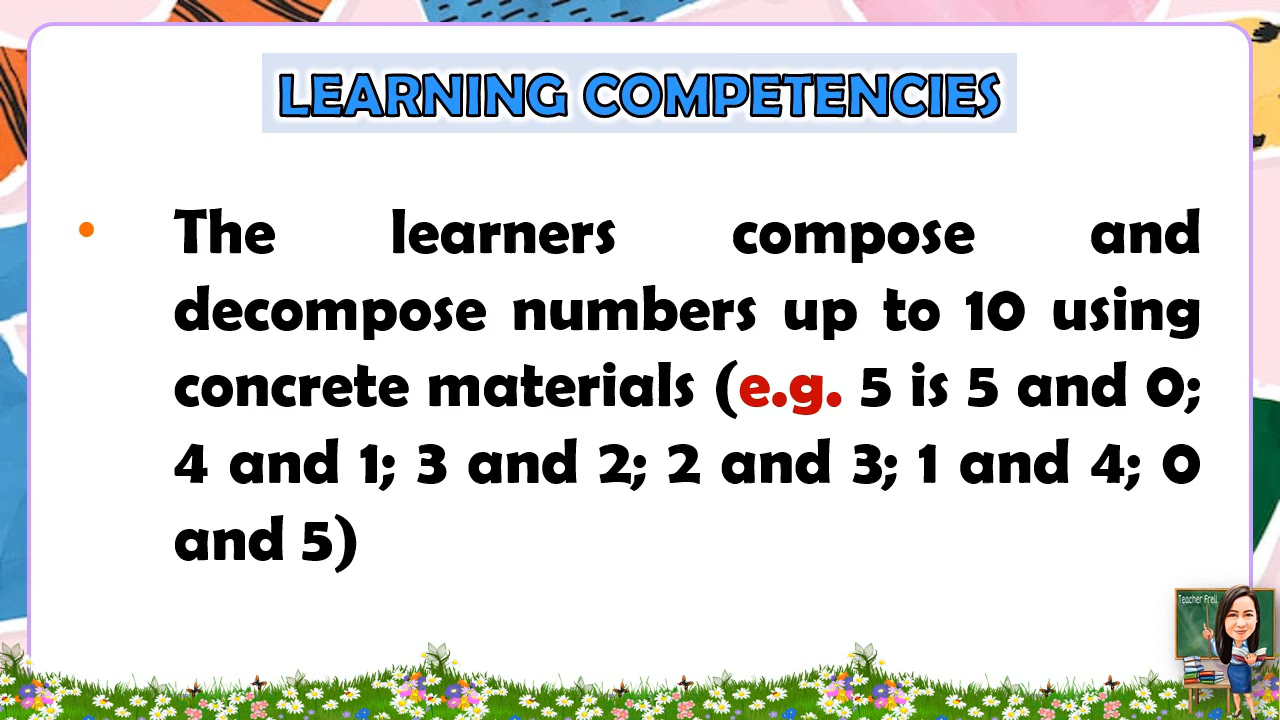 LEARNING COMPETENCIES
• The learners compose and
decompose numbers up to 10 using
concrete materials (e.g. 5 is 5 and 0;
4 and 1; 3 and 2; 2 and 3; 1 and 4; 0
and 5)
Teacher Frell